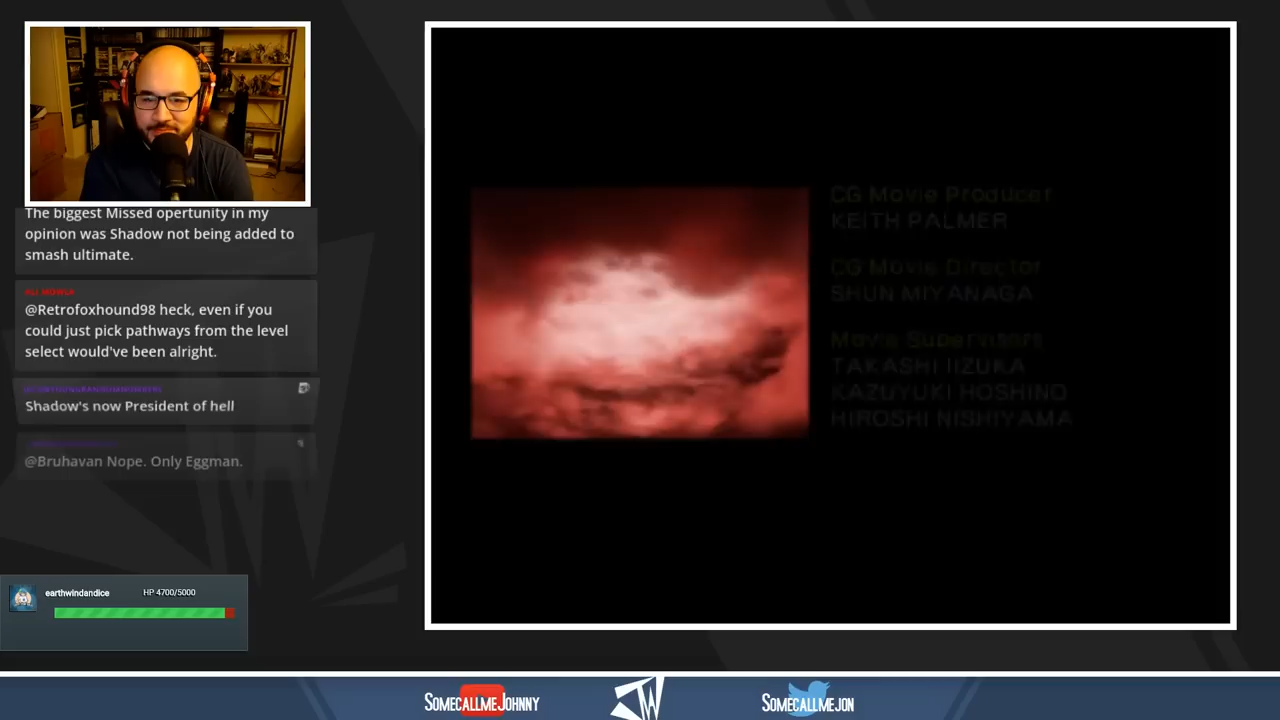 The biggest Missed opertunity in my
opinion was Shadow not being added to
smash ultimate.
ALI MOWLA
@Retrofoxhound98 heck, even if you
could just pick pathways from the level
select would've been alright.
Shadow's now President of hell
@Bruhavan Nope. Only Eggman.
earthwindandice
HP 4700/5000
CG Movie Producer
KEITH PALMER
CG Movie Director
SHUN MIYANAGA
Movie Supervisors
TAKASHI IIZUKA
KAZUYUKI HOSHINO
HIROSHI NISHIYAMA
SOMECALLMEJOHNNY
SOMECALLMEJON